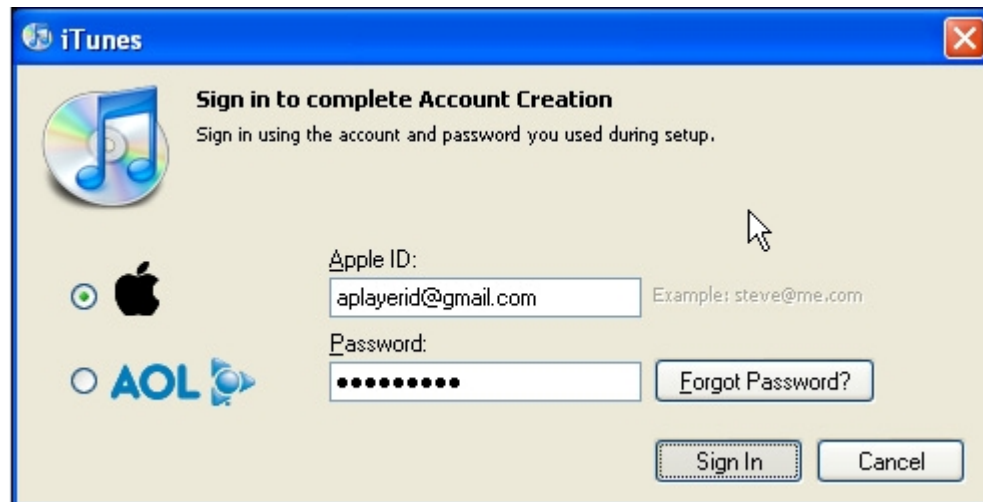 iTunes
Sign in to complete Account Creation
Sign in using the account and password you used during setup.
Apple ID:
aplayerid@gmail.com Example: steve@me.com
Password:
AOL ●●●●●●●●● Forgot Password?
Sign In Cancel